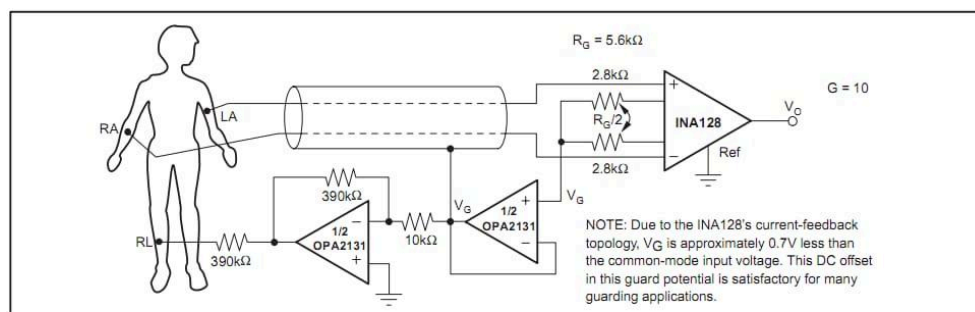 R_G = 5.6kΩ
2.8kΩ
G = 10
LA
RA
R_G/2
+
INA128
−
V_O
Ref
2.8kΩ
390kΩ
V_G
+
1/2
OPA2131
−
V_G
−
1/2
OPA2131
+
10kΩ
RL
390kΩ
NOTE: Due to the INA128's current-feedback
topology, V_G is approximately 0.7V less than
the common-mode input voltage. This DC offset
in this guard potential is satisfactory for many
guarding applications.